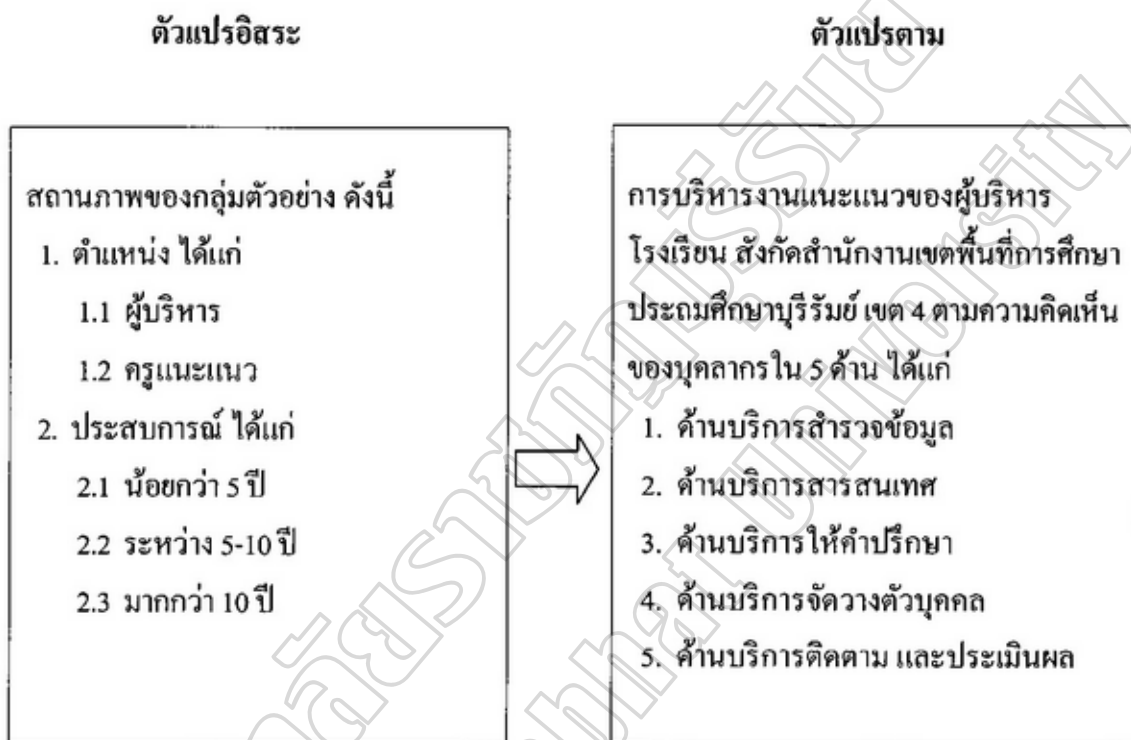 ตัวแปรอิสระ
ตัวแปรตาม
สถานภาพของกลุ่มตัวอย่าง ดังนี้
1. ตำแหน่ง ได้แก่
1.1 ผู้บริหาร
1.2 ครูแนะแนว
2. ประสบการณ์ ได้แก่
2.1 น้อยกว่า 5 ปี
2.2 ระหว่าง 5-10 ปี
2.3 มากกว่า 10 ปี
การบริหารงานแนะแนวของผู้บริหาร
โรงเรียน สังกัดสำนักงานเขตพื้นที่การศึกษา
ประถมศึกษาบุรีรัมย์ เขต 4 ตามความคิดเห็น
ของบุคลากรใน 5 ด้าน ได้แก่
1. ด้านบริการสำรวจข้อมูล
2. ด้านบริการสารสนเทศ
3. ด้านบริการให้คำปรึกษา
4. ด้านบริการจัดวางตัวบุคคล
5. ด้านบริการติดตาม และประเมินผล